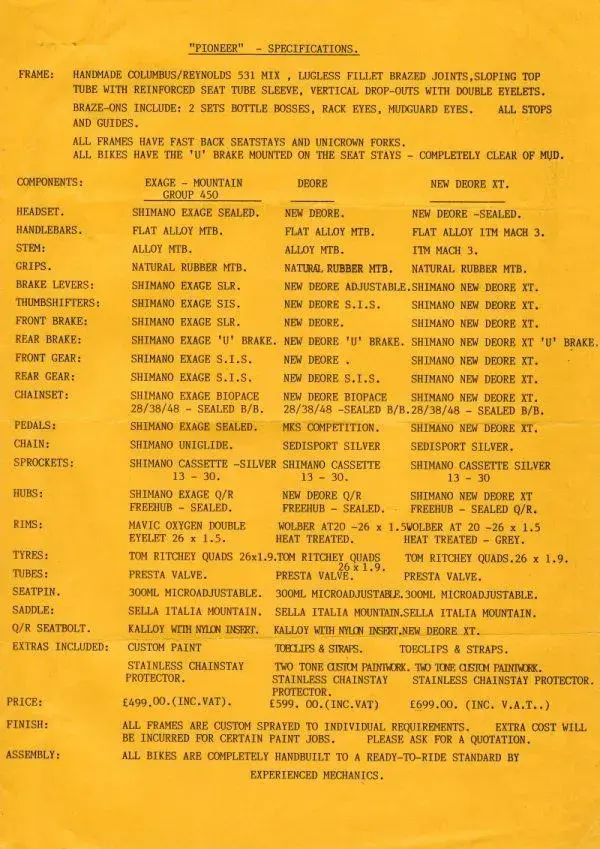 "PIONEER" - SPECIFICATIONS.
FRAME: HANDMADE COLUMBUS/REYNOLDS 531 MIX , LUGLESS FILLET BRAZED JOINTS,SLOPING TOP
TUBE WITH REINFORCED SEAT TUBE SLEEVE, VERTICAL DROP-OUTS WITH DOUBLE EYELETS.
BRAZE-ONS INCLUDE: 2 SETS BOTTLE BOSSES, RACK EYES, MUDGUARD EYES. ALL STOPS
AND GUIDES.
ALL FRAMES HAVE FAST BACK SEATSTAYS AND UNICROWN FORKS.
ALL BIKES HAVE THE 'U' BRAKE MOUNTED ON THE SEAT STAYS - COMPLETELY CLEAR OF MUD.
COMPONENTS: EXAGE - MOUNTAIN DEORE NEW DEORE XT.
GROUP 450
HEADSET. SHIMANO EXAGE SEALED. NEW DEORE. NEW DEORE -SEALED.
HANDLEBARS. FLAT ALLOY MTB. FLAT ALLOY MTB. FLAT ALLOY ITM MACH 3.
STEM: ALLOY MTB. ALLOY MTB. ITM MACH 3.
GRIPS. NATURAL RUBBER MTB. NATURAL RUBBER MTB. NATURAL RUBBER MTB.
BRAKE LEVERS: SHIMANO EXAGE SLR. NEW DEORE ADJUSTABLE.SHIMANO NEW DEORE XT.
THUMBSHIFTERS: SHIMANO EXAGE SIS. NEW DEORE S.I.S. SHIMANO NEW DEORE XT.
FRONT BRAKE: SHIMANO EXAGE SLR. NEW DEORE. SHIMANO NEW DEORE XT.
REAR BRAKE: SHIMANO EXAGE 'U' BRAKE. NEW DEORE 'U' BRAKE. SHIMANO NEW DEORE XT 'U' BRAKE.
FRONT GEAR: SHIMANO EXAGE S.I.S. NEW DEORE . SHIMANO NEW DEORE XT.
REAR GEAR: SHIMANO EXAGE S.I.S. NEW DEORE S.I.S. SHIMANO NEW DEORE XT.
CHAINSET: SHIMANO EXAGE BIOPACE NEW DEORE BIOPACE SHIMANO NEW DEORE XT.
28/38/48 - SEALED B/B. 28/38/48 -SEALED B/B.28/38/48 - SEALED B/B.
PEDALS: SHIMANO EXAGE SEALED. MKS COMPETITION. SHIMANO NEW DEORE XT.
CHAIN: SHIMANO UNIGLIDE. SEDISPORT SILVER SEDISPORT SILVER.
SPROCKETS: SHIMANO CASSETTE -SILVER SHIMANO CASSETTE SHIMANO CASSETTE SILVER
13 - 30. 13 - 30. 13 - 30
HUBS: SHIMANO EXAGE Q/R NEW DEORE Q/R SHIMANO NEW DEORE XT
FREEHUB - SEALED. FREEHUB - SEALED. FREEHUB - SEALED Q/R.
RIMS: MAVIC OXYGEN DOUBLE WOLBER AT20 -26 x 1.5WOLBER AT 20 -26 x 1.5
EYELET 26 x 1.5. HEAT TREATED. HEAT TREATED - GREY.
TYRES: TOM RITCHEY QUADS 26x1.9.TOM RITCHEY QUADS TOM RITCHEY QUADS.26 x 1.9.
26 x 1.9.
TUBES: PRESTA VALVE. PRESTA VALVE. PRESTA VALVE.
SEATPIN. 300ML MICROADJUSTABLE. 300ML MICROADJUSTABLE.300ML MICROADJUSTABLE.
SADDLE: SELLA ITALIA MOUNTAIN. SELLA ITALIA MOUNTAIN.SELLA ITALIA MOUNTAIN.
Q/R SEATBOLT. KALLOY WITH NYLON INSERT. KALLOY WITH NYLON INSERT.NEW DEORE XT.
EXTRAS INCLUDED: CUSTOM PAINT TOECLIPS & STRAPS. TOECLIPS & STRAPS.
STAINLESS CHAINSTAY TWO TONE CUSTOM PAINTWORK. TWO TONE CUSTOM PAINTWORK.
PROTECTOR. STAINLESS CHAINSTAY STAINLESS CHAINSTAY PROTECTOR.
PROTECTOR.
PRICE: £499.00.(INC.VAT). £599. 00.(INC.VAT) £699.00. (INC. V.A.T..)
FINISH: ALL FRAMES ARE CUSTOM SPRAYED TO INDIVIDUAL REQUIREMENTS. EXTRA COST WILL
BE INCURRED FOR CERTAIN PAINT JOBS. PLEASE ASK FOR A QUOTATION.
ASSEMBLY: ALL BIKES ARE COMPLETELY HANDBUILT TO A READY-TO-RIDE STANDARD BY
EXPERIENCED MECHANICS.